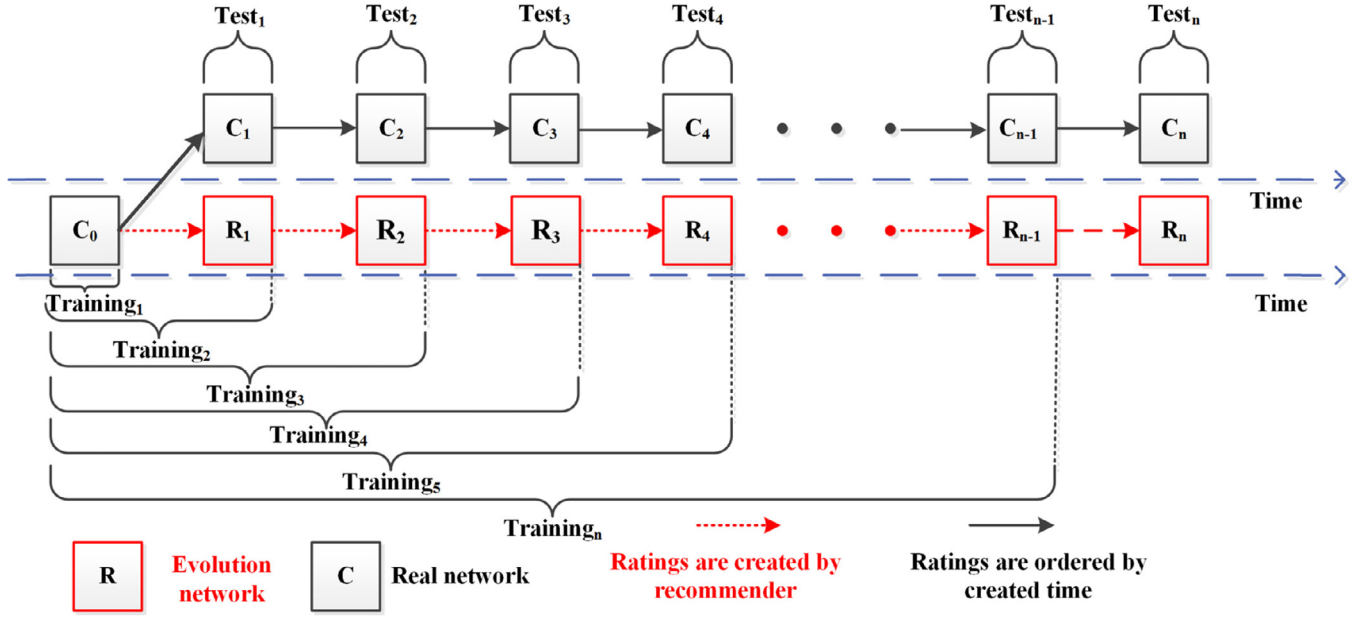 Test₁ Test₂ Test₃ Test₄ Testₙ₋₁ Testₙ
C₁ C₂ C₃ C₄ Cₙ₋₁ Cₙ
Time
C₀ R₁ R₂ R₃ R₄ Rₙ₋₁ Rₙ
Time
Training₁
Training₂
Training₃
Training₄
Training₅
Trainingₙ
R
Evolution
network
C
Real network
Ratings are created by
recommender
Ratings are ordered by
created time